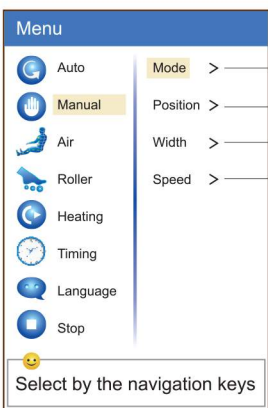 Menu
Auto
Manual
Air
Roller
Heating
Timing
Language
Stop
Mode >
Position >
Width >
Speed >
Select by the navigation keys